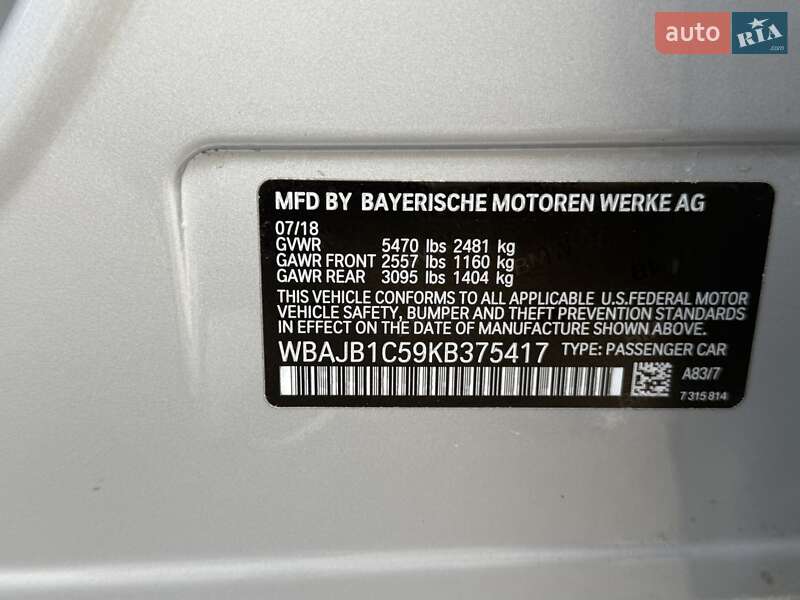 auto RIA
.com
MFD BY BAYERISCHE MOTOREN WERKE AG
07/18
GVWR 5470 lbs 2481 kg
GAWR FRONT 2557 lbs 1160 kg
GAWR REAR 3095 lbs 1404 kg
THIS VEHICLE CONFORMS TO ALL APPLICABLE U.S.FEDERAL MOTOR
VEHICLE SAFETY, BUMPER AND THEFT PREVENTION STANDARDS
IN EFFECT ON THE DATE OF MANUFACTURE SHOWN ABOVE.
WBAJB1C59KB375417 TYPE: PASSENGER CAR
A83/7
7 315 814